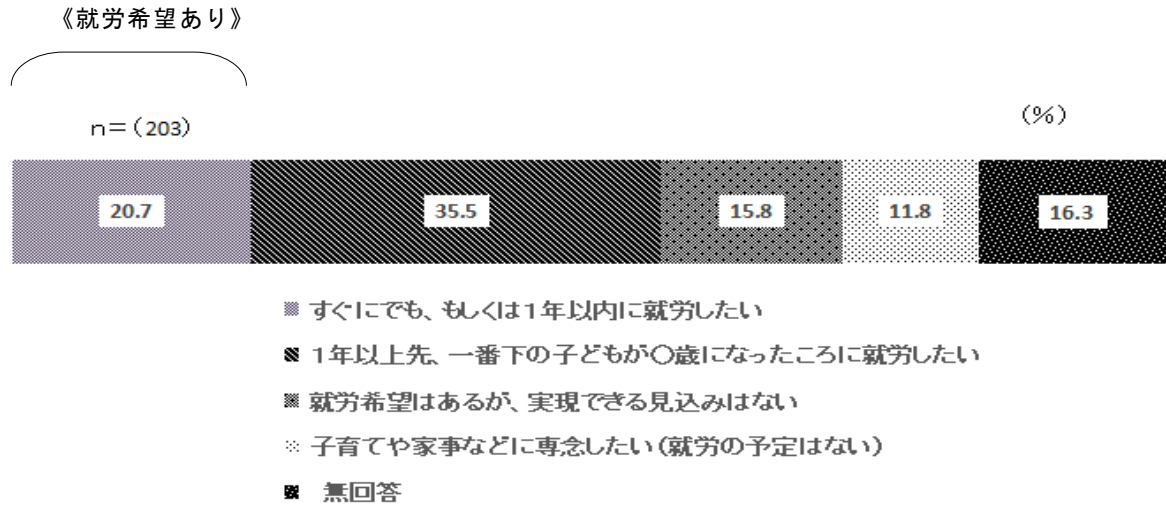 《就労希望あり》
n=(203)
(%)
20.7
35.5
15.8
11.8
16.3
すぐにでも、もしくは1年以内に就労したい
1年以上先、一番下の子どもが〇歳になったころに就労したい
就労希望はあるが、実現できる見込みはない
子育てや家事などに専念したい(就労の予定はない)
無回答